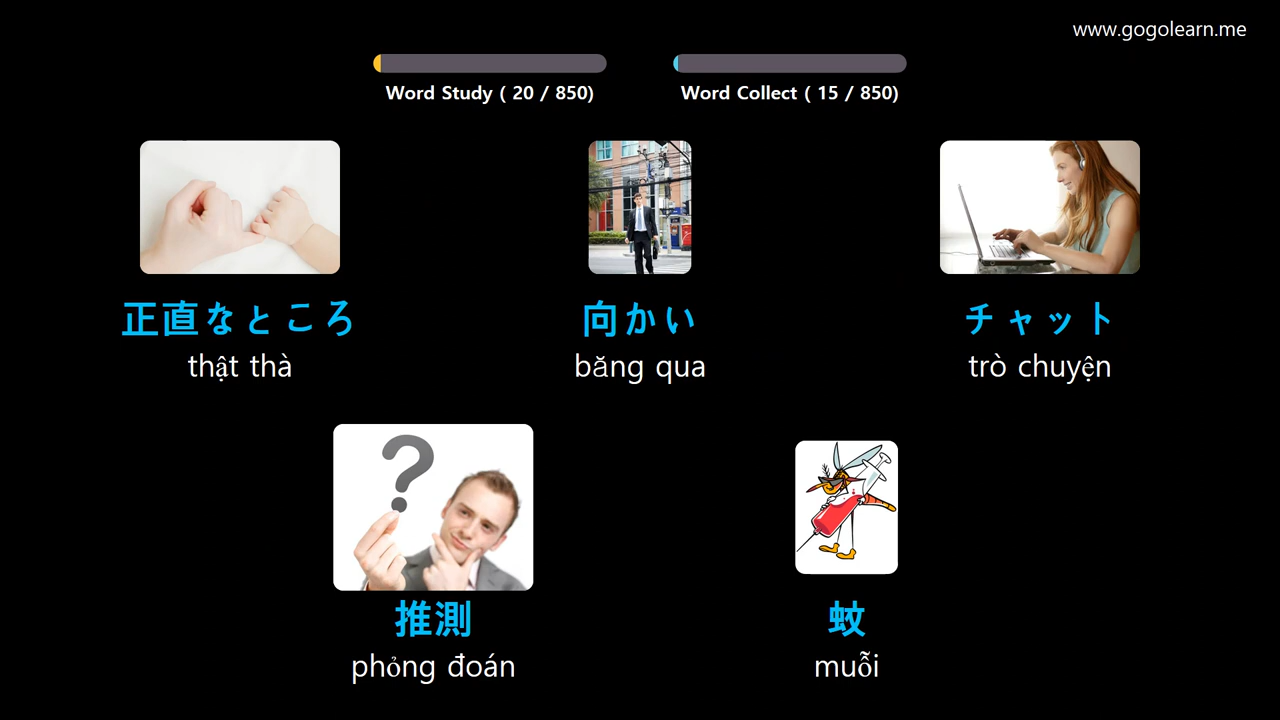 www.gogolearn.me
Word Study ( 20 / 850)
Word Collect ( 15 / 850)
正直なところ
thật thà
向かい
băng qua
チャット
trò chuyện
推測
phỏng đoán
蚊
muỗi